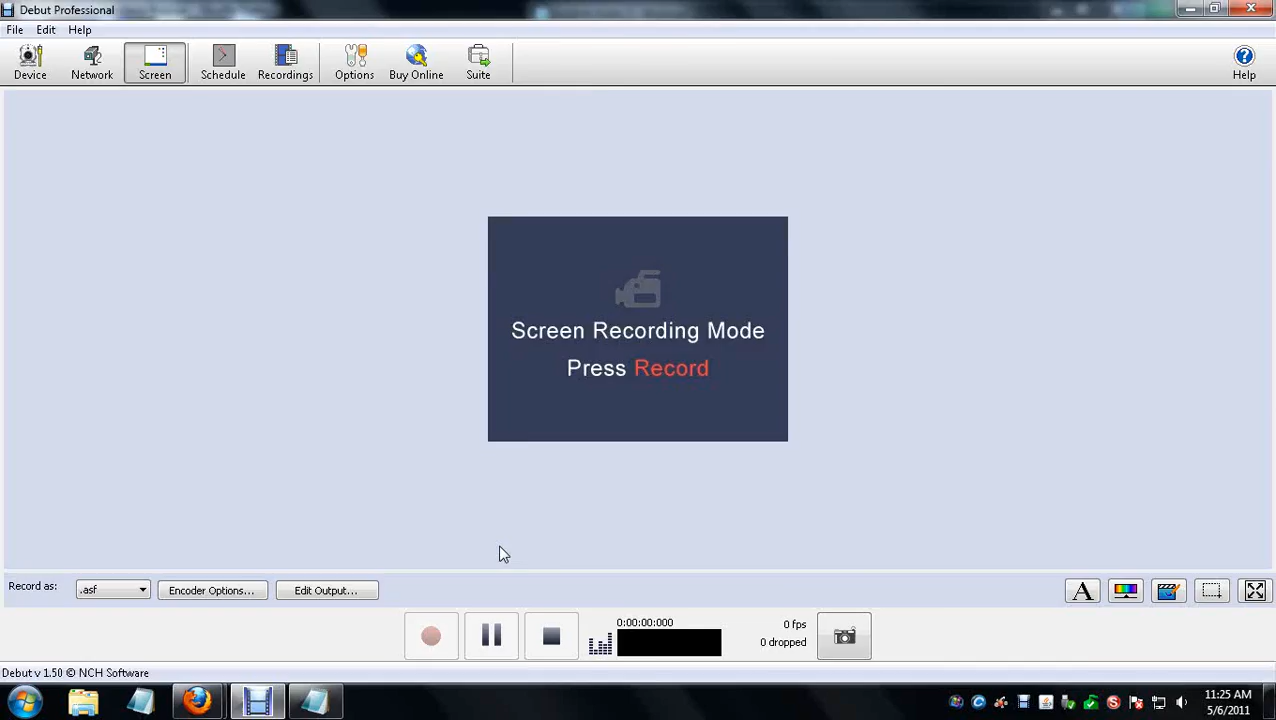 Debut Professional
File Edit Help
Device Network Screen Schedule Recordings Options Buy Online Suite Help
Screen Recording Mode
Press Record
Record as: .asf Encoder Options... Edit Output... A
0:00:00:000 0 fps
0 dropped
Debut v 1.50 © NCH Software
11:25 AM
5/6/2011